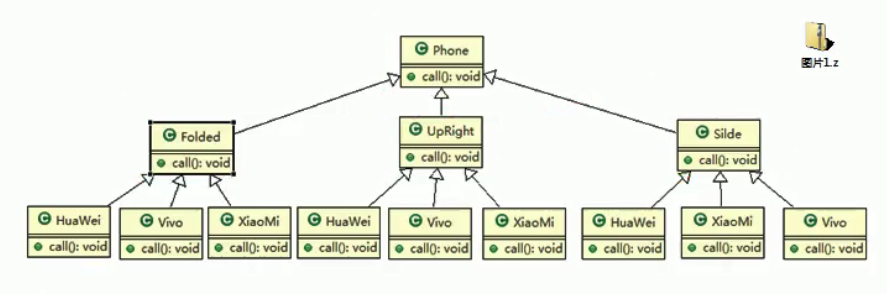 Phone
call(): void
图片1.z
Folded
call(): void
UpRight
call(): void
Silde
call(): void
HuaWei
call(): void
Vivo
call(): void
XiaoMi
call(): void
HuaWei
call(): void
Vivo
call(): void
XiaoMi
call(): void
HuaWei
call(): void
XiaoMi
call(): void
Vivo
call(): void